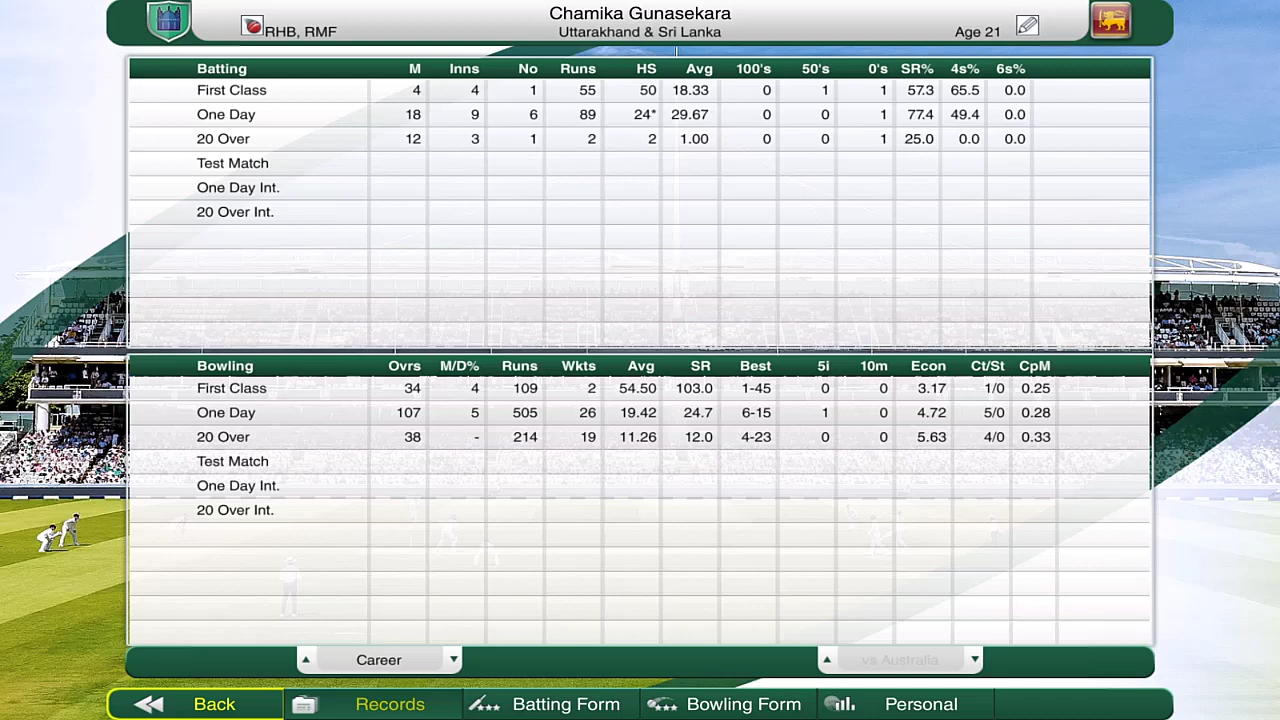 Chamika Gunasekara
RHB, RMF
Uttarakhand & Sri Lanka
Age 21
Batting M Inns No Runs HS Avg 100's 50's 0's SR% 4s% 6s%
First Class 4 4 1 55 50 18.33 0 1 1 57.3 65.5 0.0
One Day 18 9 6 89 24* 29.67 0 0 1 77.4 49.4 0.0
20 Over 12 3 1 2 2 1.00 0 0 1 25.0 0.0 0.0
Test Match
One Day Int.
20 Over Int.
Bowling Ovrs M/D% Runs Wkts Avg SR Best 5i 10m Econ Ct/St CpM
First Class 34 4 109 2 54.50 103.0 1-45 0 0 3.17 1/0 0.25
One Day 107 5 505 26 19.42 24.7 6-15 1 0 4.72 5/0 0.28
20 Over 38 - 214 19 11.26 12.0 4-23 0 0 5.63 4/0 0.33
Test Match
One Day Int.
20 Over Int.
Career vs Australia
Back Records Batting Form Bowling Form Personal